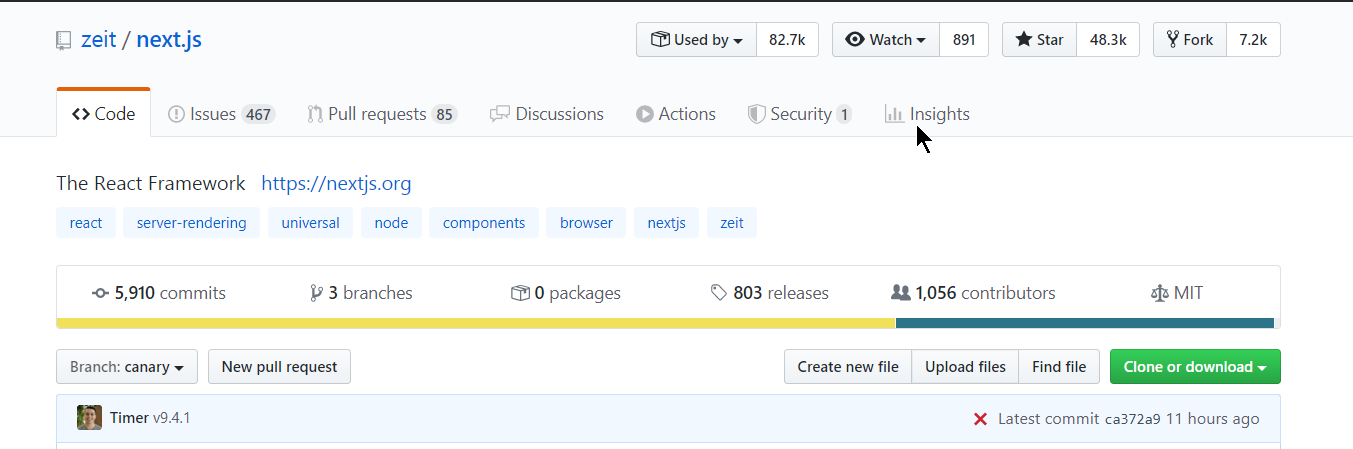 zeit / next.js Used by 82.7k Watch 891 Star 48.3k Fork 7.2k
Code Issues 467 Pull requests 85 Discussions Actions Security 1 Insights
The React Framework https://nextjs.org
react server-rendering universal node components browser nextjs zeit
5,910 commits 3 branches 0 packages 803 releases 1,056 contributors MIT
Branch: canary New pull request Create new file Upload files Find file Clone or download
Timer v9.4.1 Latest commit ca372a9 11 hours ago